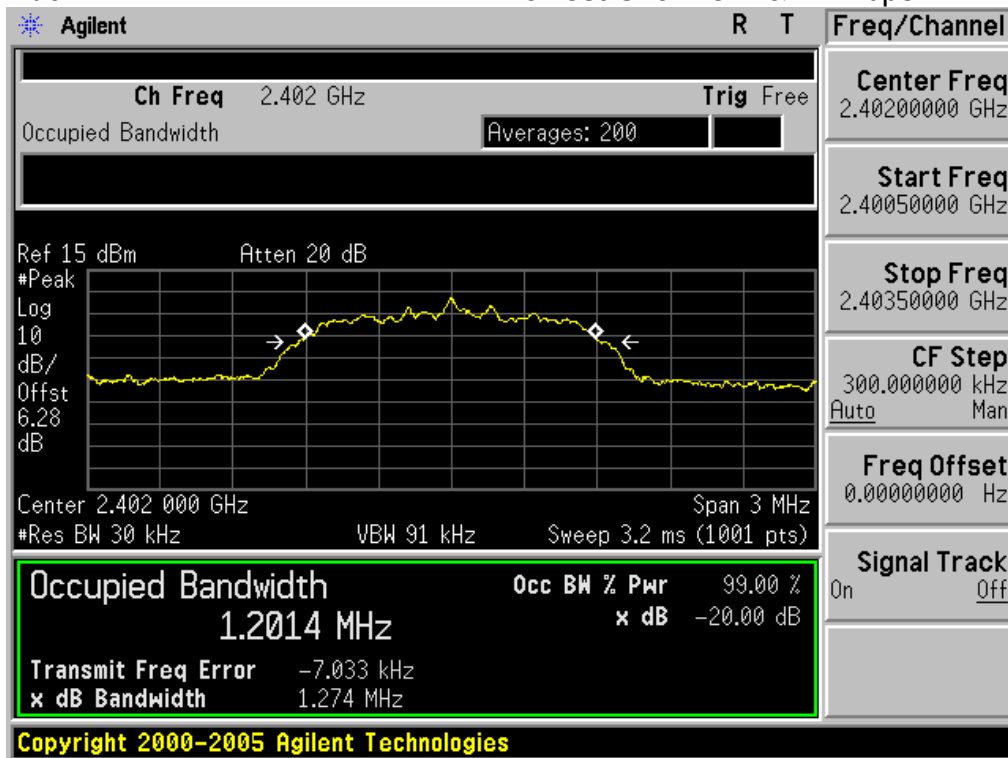 Agilent R T Freq/Channel
Ch Freq 2.402 GHz Trig Free
Occupied Bandwidth Averages: 200
Center Freq
2.40200000 GHz
Start Freq
2.40050000 GHz
Stop Freq
2.40350000 GHz
CF Step
300.000000 kHz
Auto Man
Freq Offset
0.00000000 Hz
Signal Track
On Off
Ref 15 dBm Atten 20 dB
#Peak
Log
10
dB/
Offst
6.28
dB
Center 2.402 000 GHz Span 3 MHz
#Res BW 30 kHz VBW 91 kHz Sweep 3.2 ms (1001 pts)
Occupied Bandwidth Occ BW % Pwr 99.00 %
1.2014 MHz x dB -20.00 dB
Transmit Freq Error -7.033 kHz
x dB Bandwidth 1.274 MHz
Copyright 2000-2005 Agilent Technologies